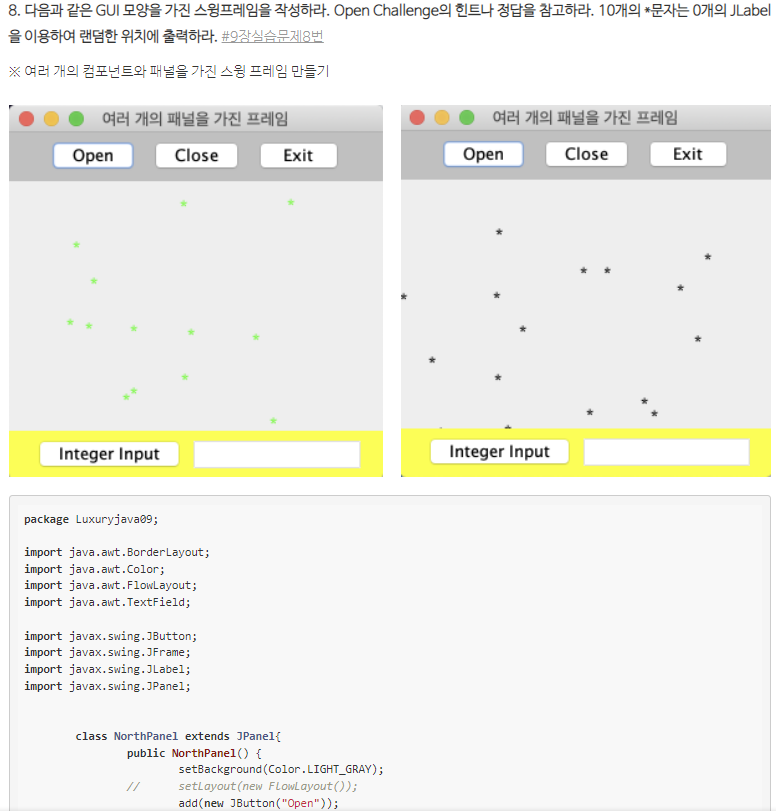 8. 다음과 같은 GUI 모양을 가진 스윙프레임을 작성하라. Open Challenge의 힌트나 정답을 참고하라. 10개의 *문자는 0개의 JLabel
을 이용하여 랜덤한 위치에 출력하라. #9장실습문제8번
※ 여러 개의 컴포넌트와 패널을 가진 스윙 프레임 만들기
여러 개의 패널을 가진 프레임
Open Close Exit
* * * * * * * * * * * * *
Integer Input
여러 개의 패널을 가진 프레임
Open Close Exit
* * * * * * * * * * * * * * * *
Integer Input
package Luxuryjava09;
import java.awt.BorderLayout;
import java.awt.Color;
import java.awt.FlowLayout;
import java.awt.TextField;
import javax.swing.JButton;
import javax.swing.JFrame;
import javax.swing.JLabel;
import javax.swing.JPanel;
class NorthPanel extends JPanel{
public NorthPanel() {
setBackground(Color.LIGHT_GRAY);
// setLayout(new FlowLayout());
add(new JButton("Open"));